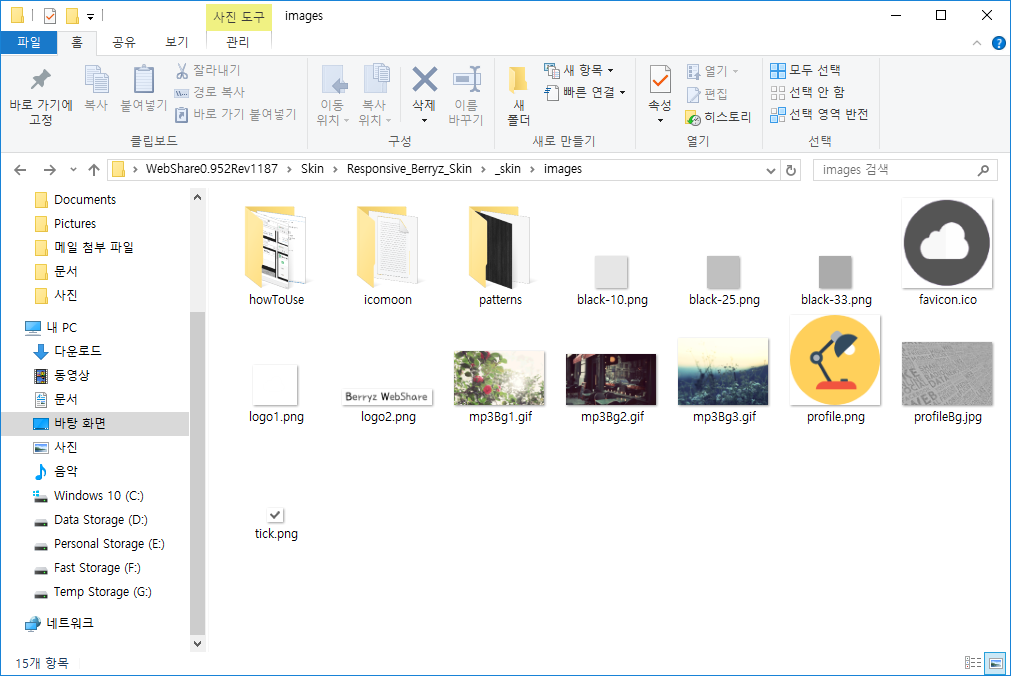 사진 도구 images
파일 홈 공유 보기 관리
바로 가기에 고정
복사
붙여넣기
잘라내기
경로 복사
바로 가기 붙여넣기
클립보드
이동 위치
복사 위치
삭제
이름 바꾸기
구성
새 폴더
새 항목
빠른 연결
새로 만들기
속성
열기
편집
히스토리
열기
모두 선택
선택 안 함
선택 영역 반전
선택
WebShare0.952Rev1187 Skin Responsive_Berryz_Skin _skin images
images 검색
Documents
Pictures
메일 첨부 파일
문서
사진
내 PC
다운로드
동영상
문서
바탕 화면
사진
음악
Windows 10 (C:)
Data Storage (D:)
Personal Storage (E:)
Fast Storage (F:)
Temp Storage (G:)
네트워크
howToUse icomoon patterns black-10.png black-25.png black-33.png favicon.ico
Berryz WebShare
logo1.png logo2.png mp3Bg1.gif mp3Bg2.gif mp3Bg3.gif profile.png profileBg.jpg
tick.png
15개 항목